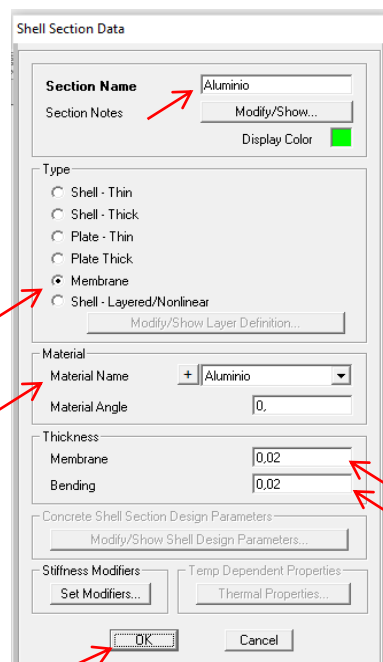 Shell Section Data
Section Name Aluminio
Section Notes Modify/Show...
Display Color
Type
Shell - Thin
Shell - Thick
Plate - Thin
Plate Thick
Membrane
Shell - Layered/Nonlinear
Modify/Show Layer Definition...
Material
Material Name + Aluminio
Material Angle 0,
Thickness
Membrane 0,02
Bending 0,02
Concrete Shell Section Design Parameters
Modify/Show Shell Design Parameters...
Stiffness Modifiers Temp Dependent Properties
Set Modifiers... Thermal Properties...
OK Cancel